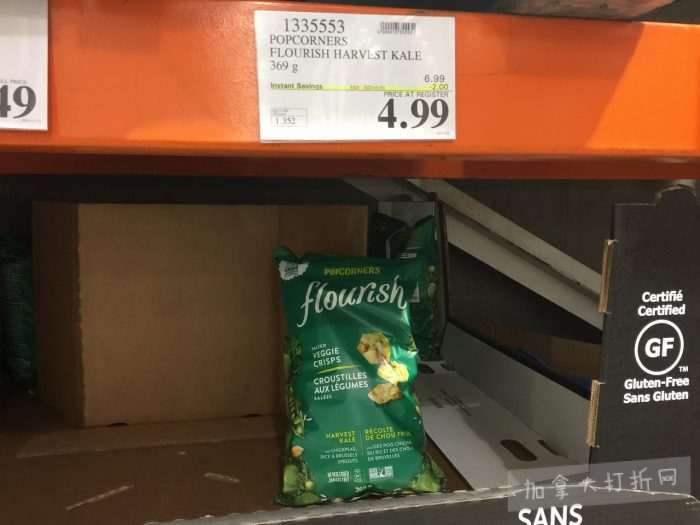 1335553
POPCORNERS
FLOURISH HARVEST KALE
369 g
6.99
Instant Savings
-2.00
PRICE AT REGISTER
4.99
1.352
49
POPCORNERS
flourish
VEGGIE
CRISPS
CROUSTILLES
AUX LÉGUMES
SALÉES
HARVEST
KALE
RÉCOLTE
DE CHOU FRISÉ
Certifié
Certified
GF
TM
Gluten-Free
Sans Gluten
SANS
加拿大打折网